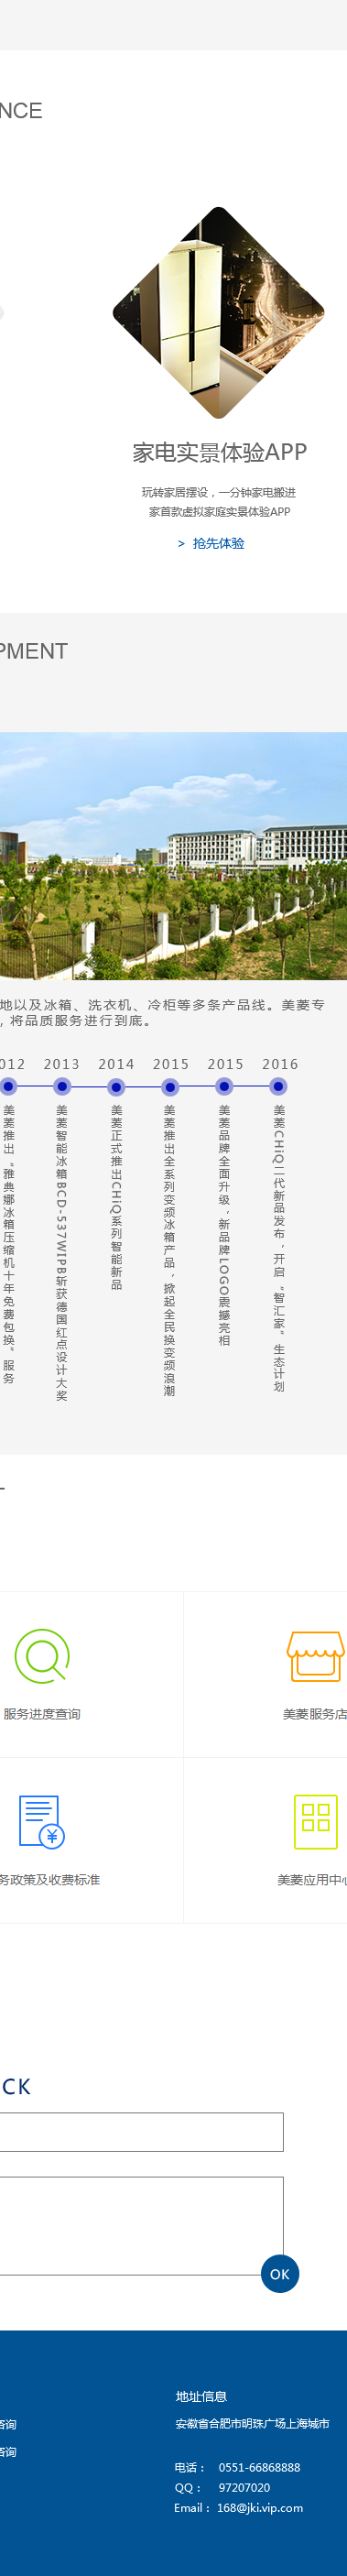 NCE
家电实景体验APP
玩转家居摆设，一分钟家电搬进
家首款虚拟家庭实景体验APP
> 抢先体验
PMENT
地以及冰箱、洗衣机、冷柜等多条产品线。美菱专
，将品质服务进行到底。
012 2013 2014 2015 2015 2016
美菱推出“雅典娜冰箱压缩机十年免费包换”服务
美菱智能冰箱BCD-537WIPB斩获德国红点设计大奖
美菱正式推出CHiQ系列智能新品
美菱推出全系列变频冰箱产品，掀起全民换变频浪潮
美菱品牌全面升级，新品牌LOGO震撼亮相
美菱CHiQ二代新品发布，开启“智汇家”生态计划
服务进度查询
美菱服务店
务政策及收费标准
美菱应用中心
CK
OK
地址信息
咨询
安徽省合肥市明珠广场上海城市
咨询
电话： 0551-66868888
QQ： 97207020
Email： 168@jki.vip.com